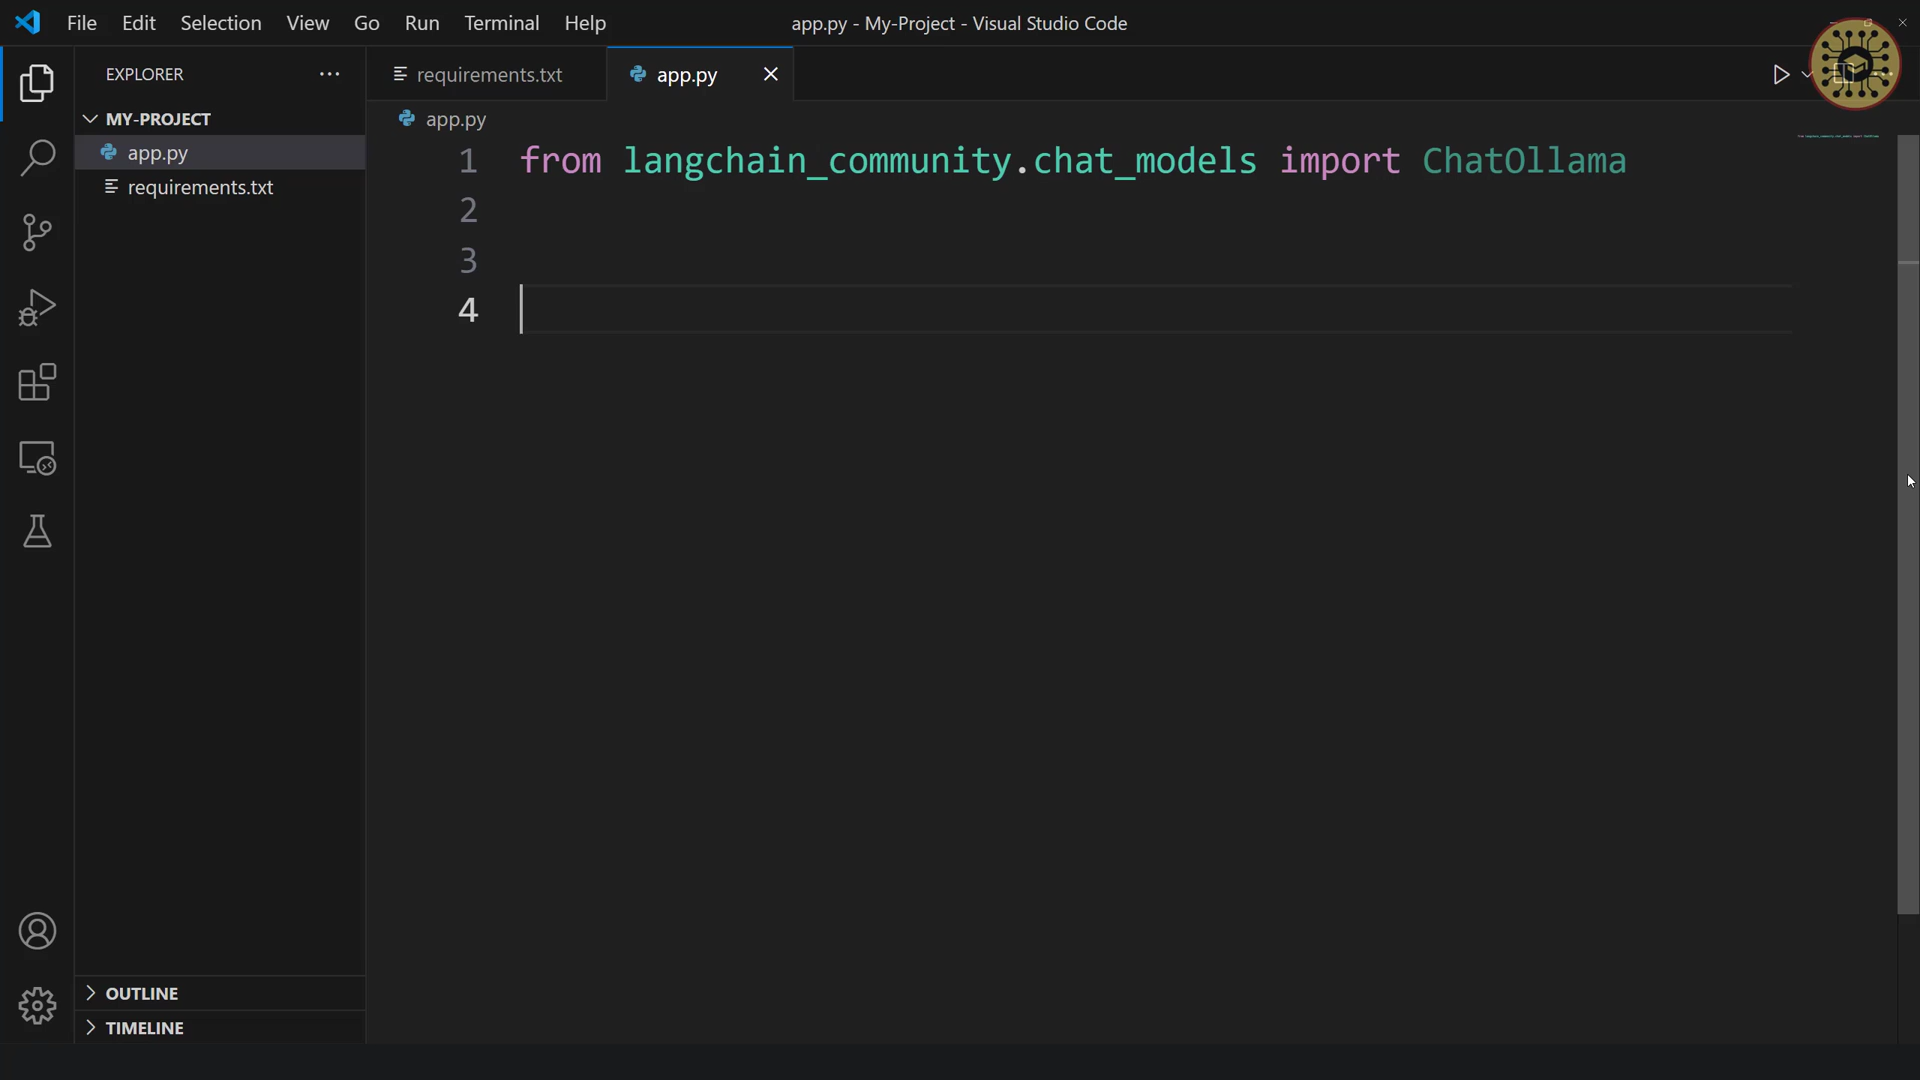 File Edit Selection View Go Run Terminal Help
app.py - My-Project - Visual Studio Code
EXPLORER
requirements.txt
app.py
MY-PROJECT
app.py
requirements.txt
app.py
1 from langchain_community.chat_models import ChatOllama
2
3
4
OUTLINE
TIMELINE